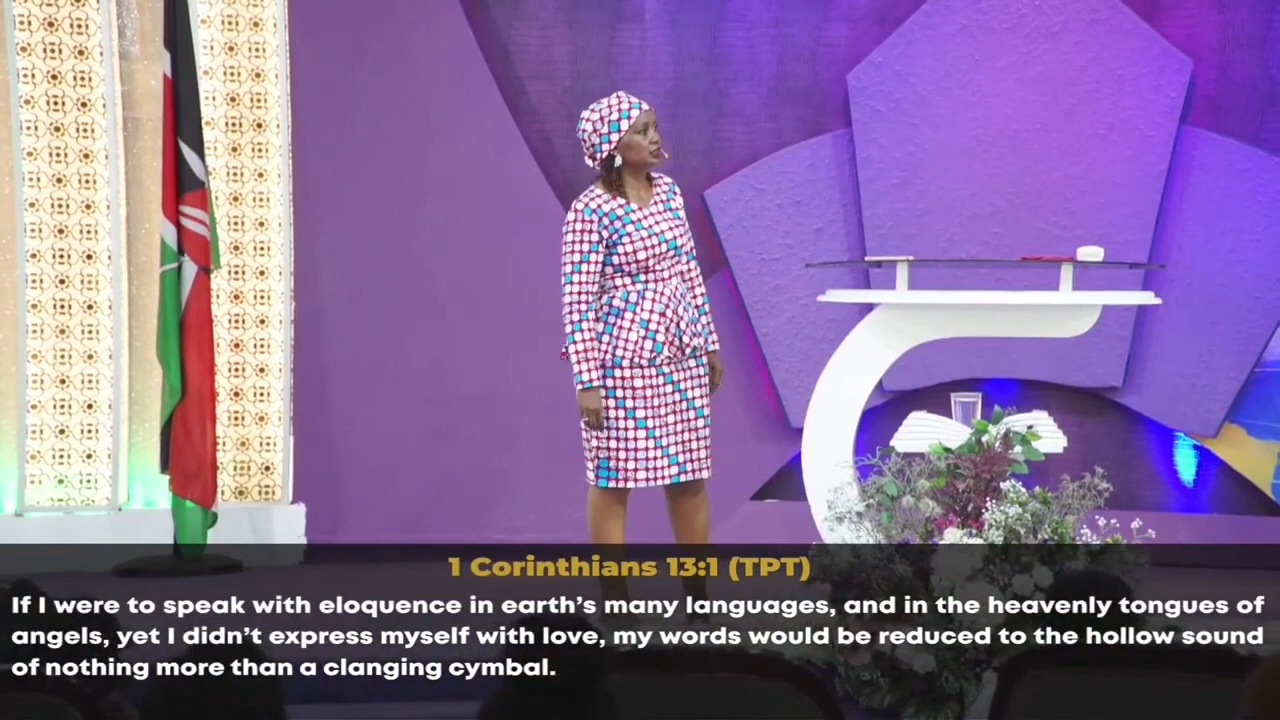 1 Corinthians 13:1 (TPT)
If I were to speak with eloquence in earth’s many languages, and in the heavenly tongues of
angels, yet I didn’t express myself with love, my words would be reduced to the hollow sound
of nothing more than a clanging cymbal.